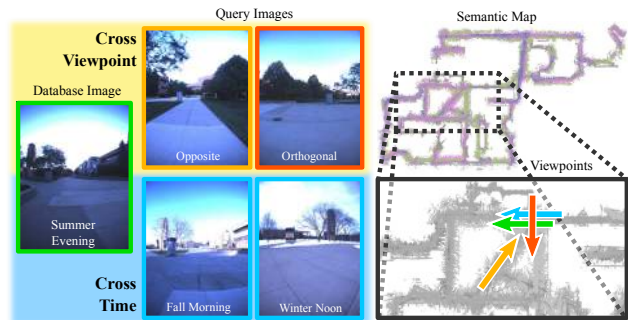 Query Images
Semantic Map
Cross
Viewpoint
Database Image
Opposite
Orthogonal
Viewpoints
Summer
Evening
Cross
Time
Fall Morning
Winter Noon